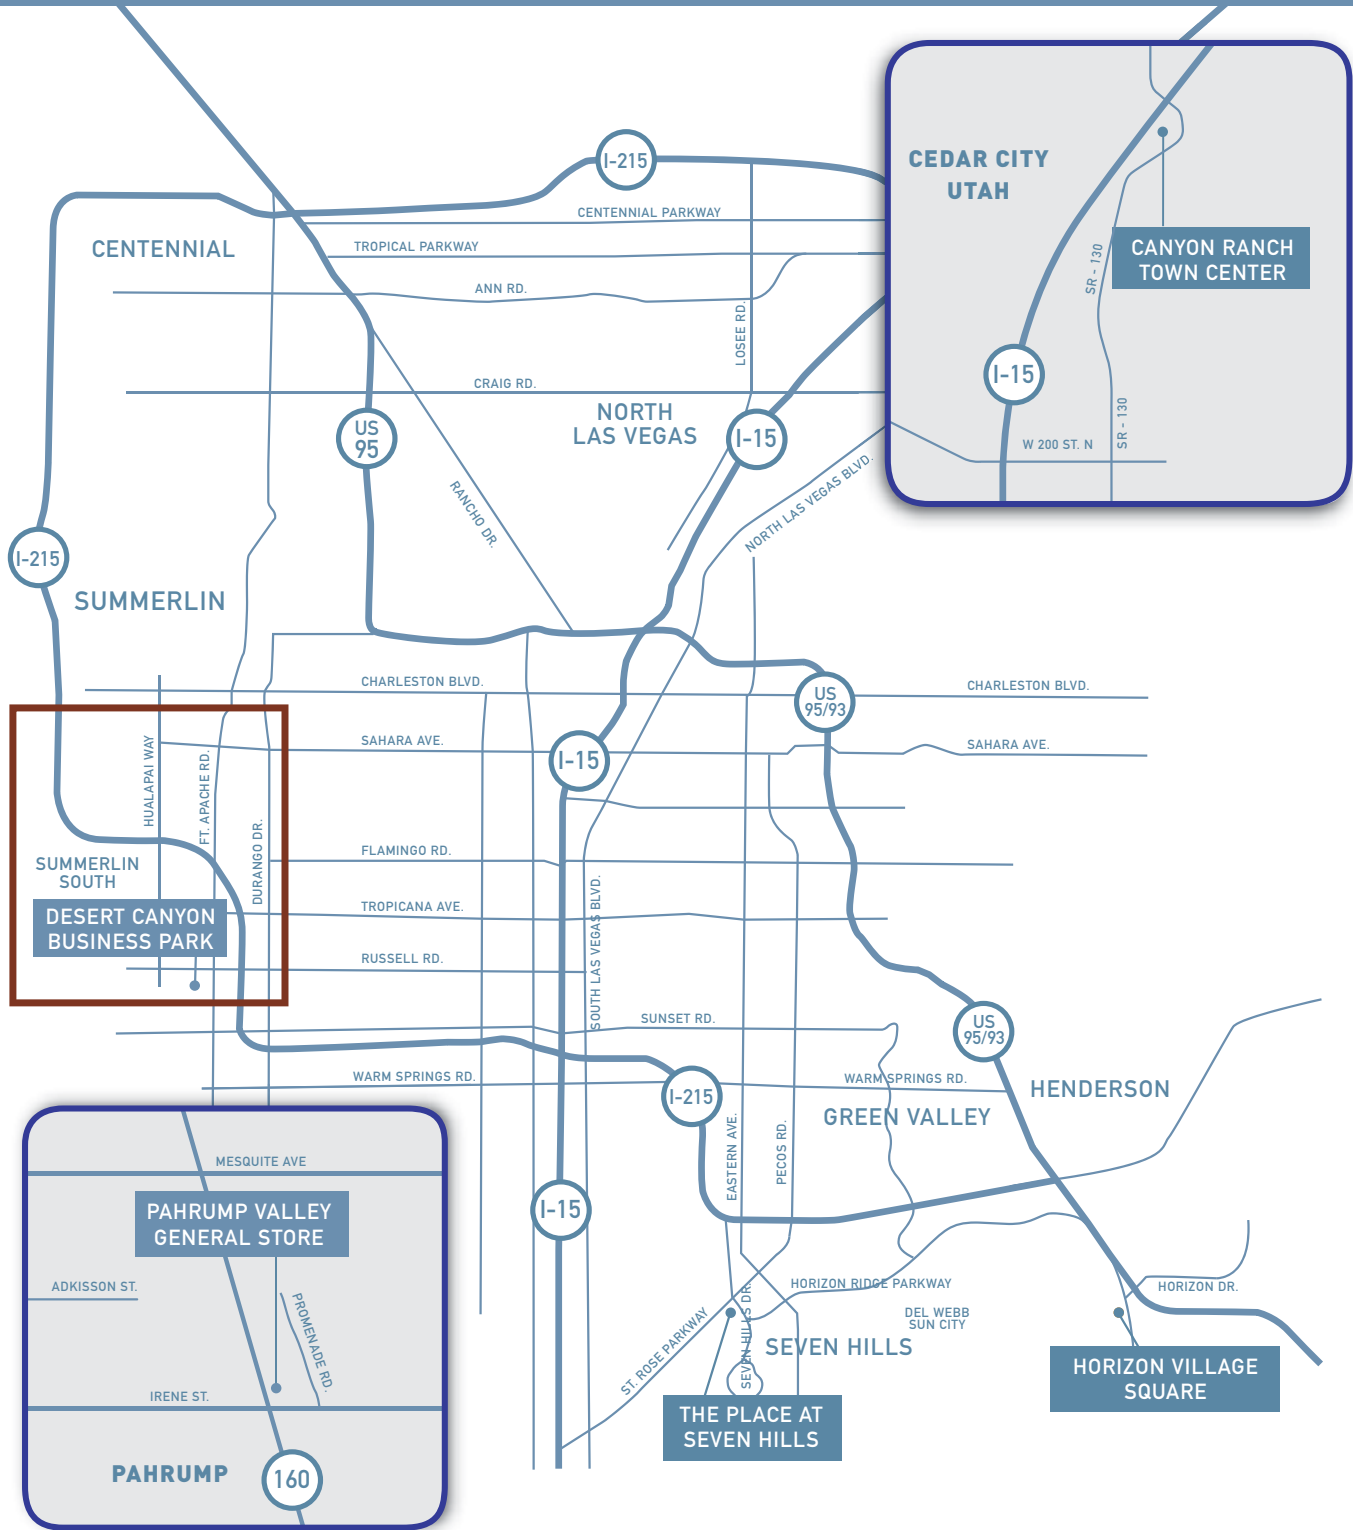 I-215
CEDAR CITY
UTAH
CENTENNIAL PARKWAY
CENTENNIAL
TROPICAL PARKWAY
SR - 130
CANYON RANCH
TOWN CENTER
ANN RD.
LOSEE RD.
I-15
CRAIG RD.
NORTH
LAS VEGAS
US
95
I-15
SR - 130
W 200 ST. N
RANCHO DR.
NORTH LAS VEGAS BLVD.
I-215
SUMMERLIN
CHARLESTON BLVD.
US
95/93
CHARLESTON BLVD.
HUALAPAI WAY
FT. APACHE RD.
SAHARA AVE.
I-15
SAHARA AVE.
DURANGO DR.
FLAMINGO RD.
SUMMERLIN
SOUTH
DESERT CANYON
BUSINESS PARK
TROPICANA AVE.
SOUTH LAS VEGAS BLVD.
RUSSELL RD.
SUNSET RD.
US
95/93
WARM SPRINGS RD.
I-215
WARM SPRINGS RD.
HENDERSON
GREEN VALLEY
EASTERN AVE.
PECOS RD.
MESQUITE AVE
PAHRUMP VALLEY
GENERAL STORE
I-15
ADKISSON ST.
PROMENADE RD.
HORIZON RIDGE PARKWAY
HORIZON DR.
DEL WEBB
SUN CITY
SEVEN HILLS DR.
ST. ROSE PARKWAY
SEVEN HILLS
HORIZON VILLAGE
SQUARE
IRENE ST.
THE PLACE AT
SEVEN HILLS
PAHRUMP
160